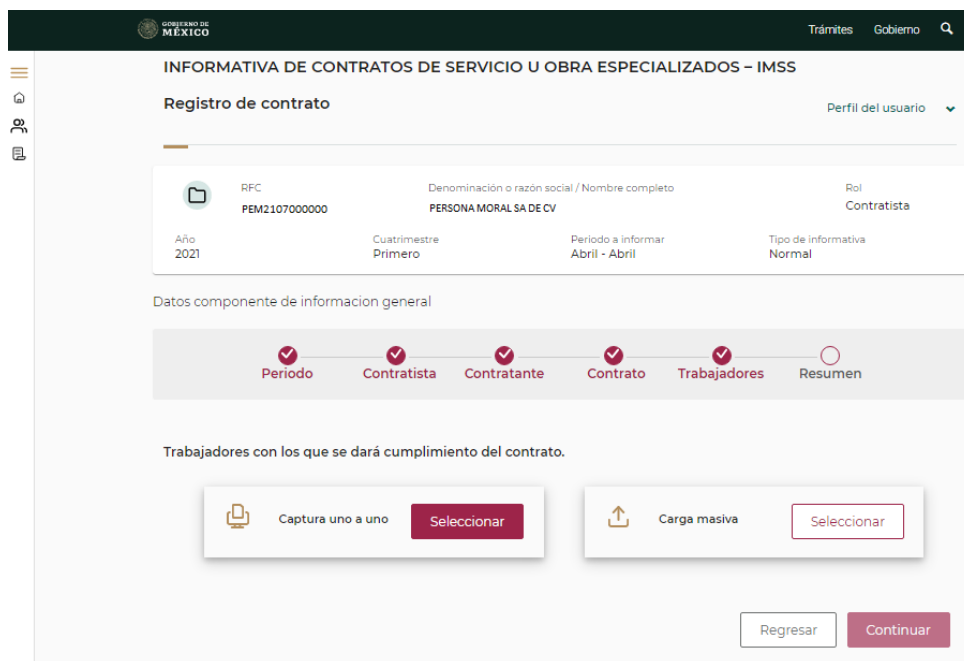 GOBIERNO DE
MÉXICO
Trámites Gobierno
INFORMATIVA DE CONTRATOS DE SERVICIO U OBRA ESPECIALIZADOS – IMSS
Registro de contrato
Perfil del usuario
RFC Denominación o razón social / Nombre completo Rol
PEM2107000000 PERSONA MORAL SA DE CV Contratista
Año Cuatrimestre Periodo a informar Tipo de informativa
2021 Primero Abril - Abril Normal
Datos componente de informacion general
Periodo Contratista Contratante Contrato Trabajadores Resumen
Trabajadores con los que se dará cumplimiento del contrato.
Captura uno a uno Seleccionar Carga masiva Seleccionar
Regresar Continuar